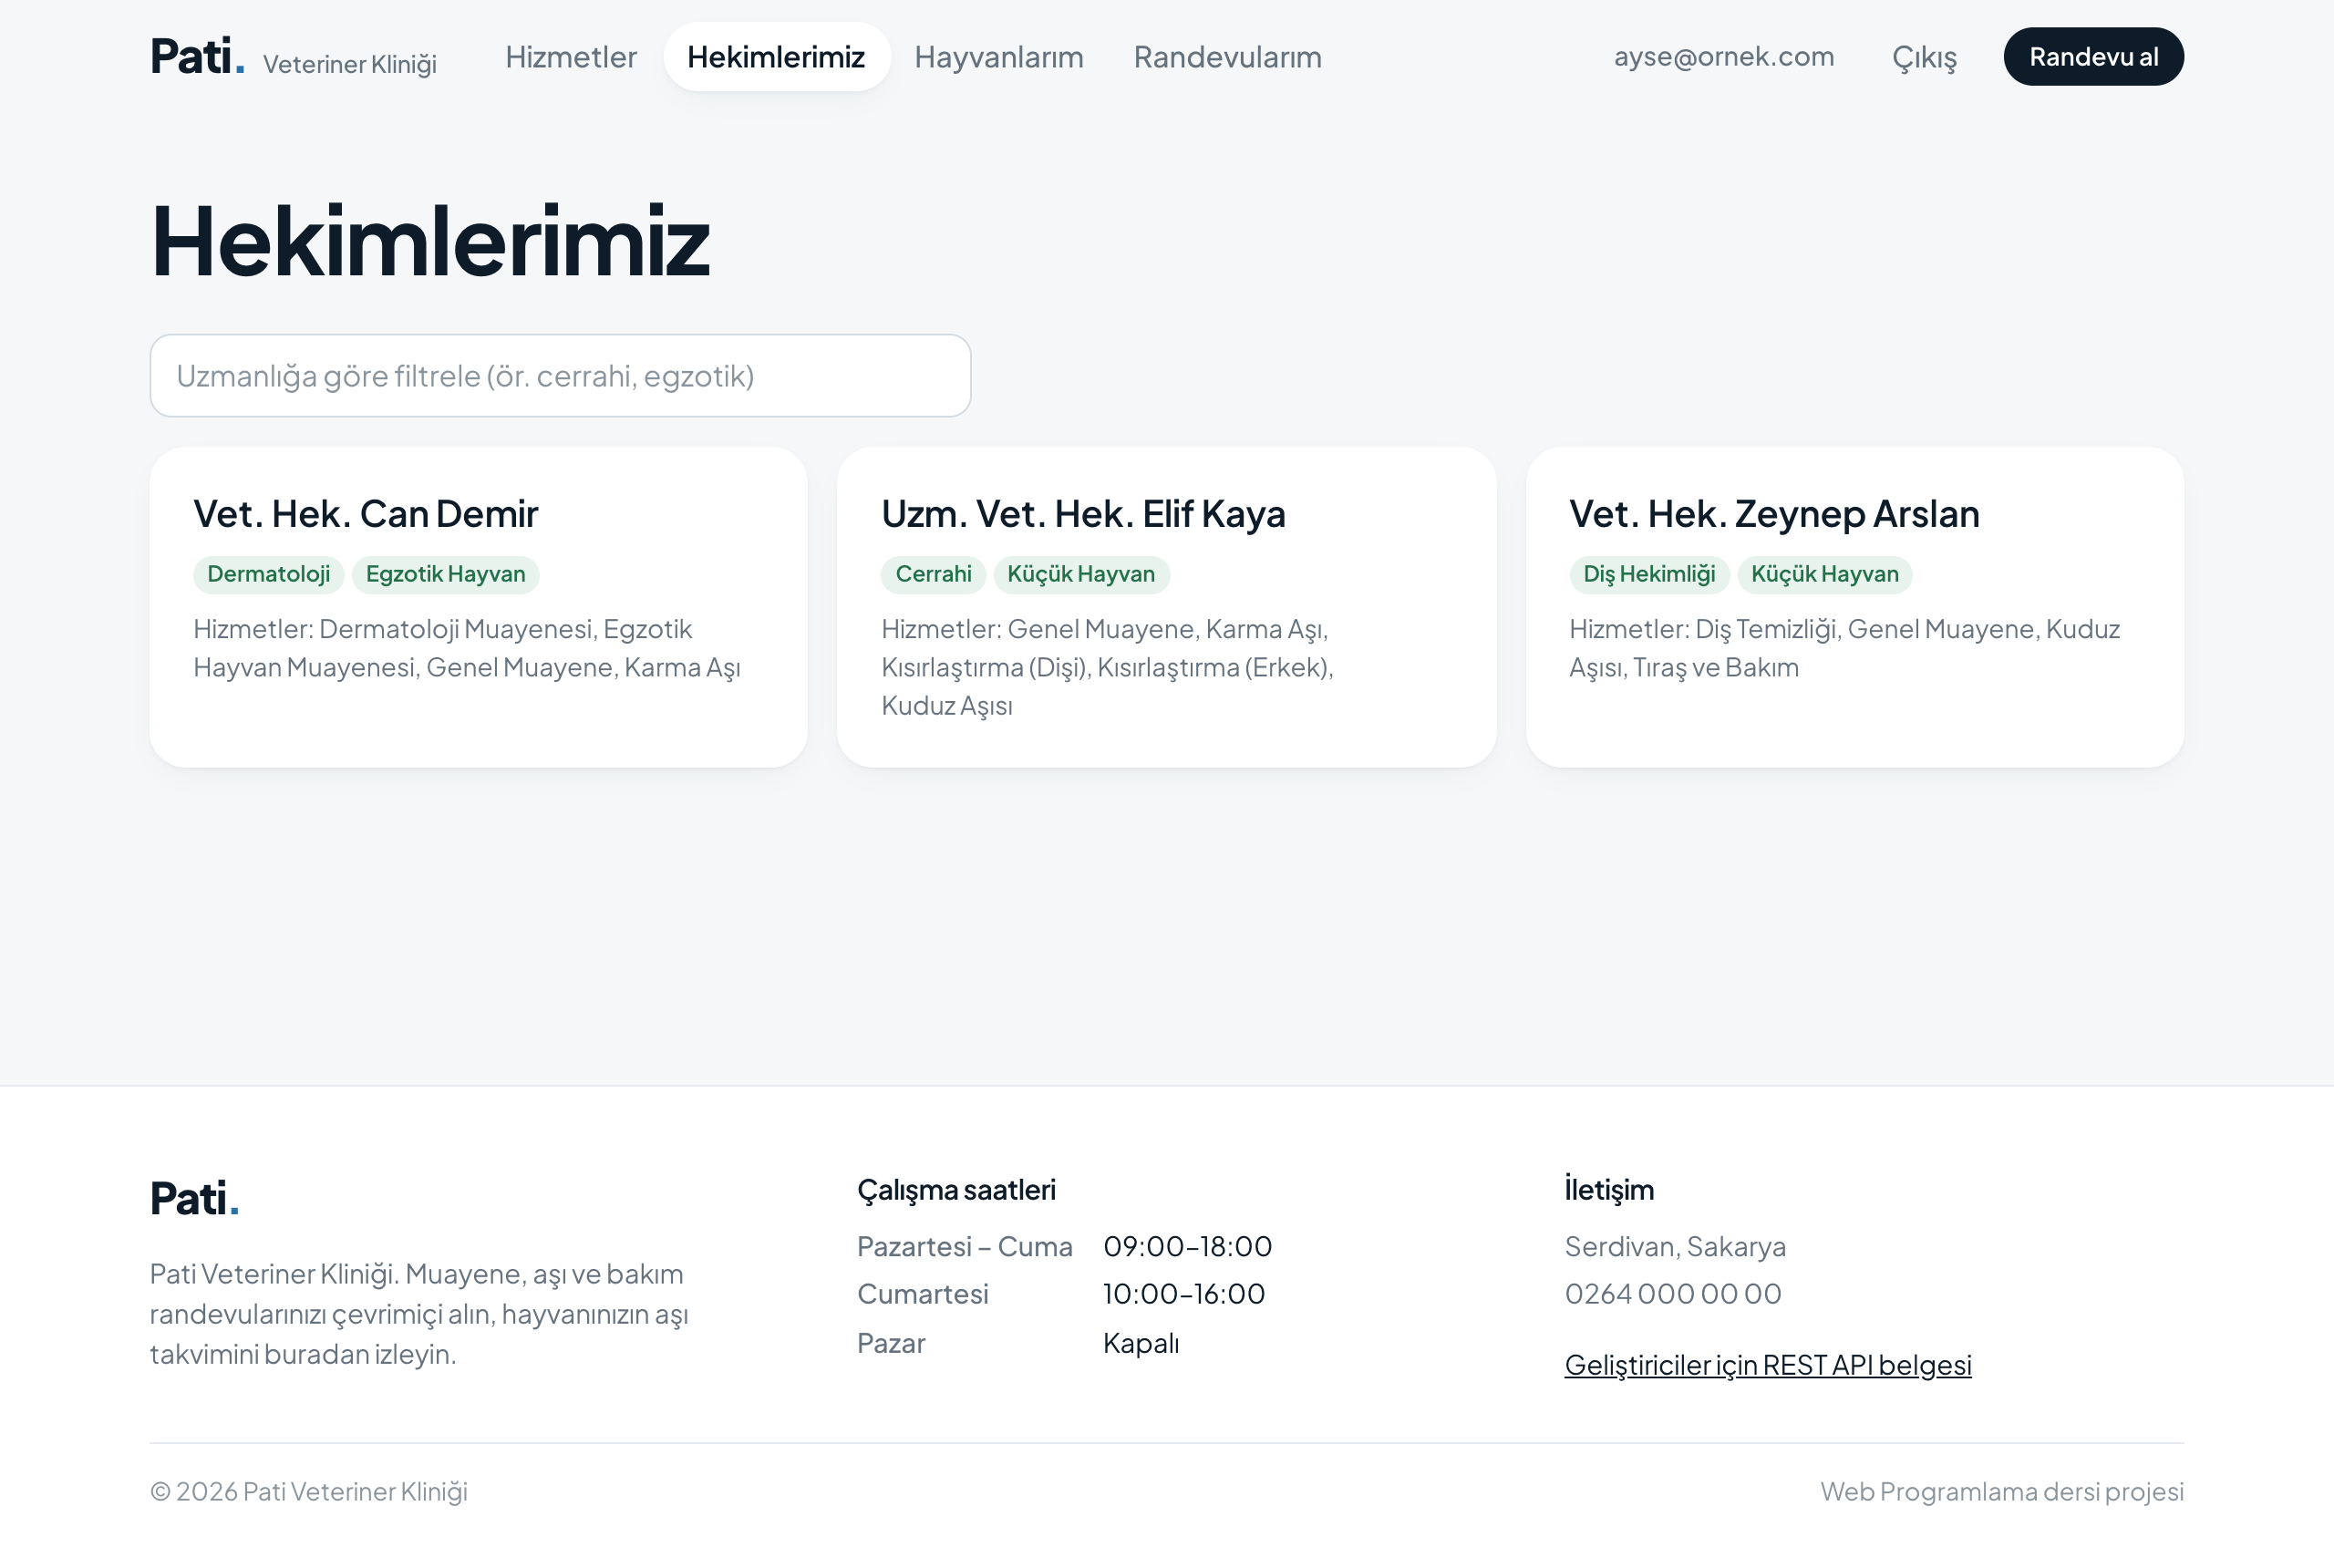 Pati. Veteriner Kliniği Hizmetler Hekimlerimiz Hayvanlarım Randevularım ayse@ornek.com Çıkış Randevu al
Hekimlerimiz
Uzmanlığa göre filtrele (ör. cerrahi, egzotik)
Vet. Hek. Can Demir
Dermatoloji Egzotik Hayvan
Hizmetler: Dermatoloji Muayenesi, Egzotik
Hayvan Muayenesi, Genel Muayene, Karma Aşı
Uzm. Vet. Hek. Elif Kaya
Cerrahi Küçük Hayvan
Hizmetler: Genel Muayene, Karma Aşı,
Kısırlaştırma (Dişi), Kısırlaştırma (Erkek),
Kuduz Aşısı
Vet. Hek. Zeynep Arslan
Diş Hekimliği Küçük Hayvan
Hizmetler: Diş Temizliği, Genel Muayene, Kuduz
Aşısı, Tıraş ve Bakım
Pati.
Pati Veteriner Kliniği. Muayene, aşı ve bakım
randevularınızı çevrimiçi alın, hayvanınızın aşı
takvimini buradan izleyin.
Çalışma saatleri
Pazartesi – Cuma 09:00–18:00
Cumartesi 10:00–16:00
Pazar Kapalı
İletişim
Serdivan, Sakarya
0264 000 00 00
Geliştiriciler için REST API belgesi
© 2026 Pati Veteriner Kliniği
Web Programlama dersi projesi